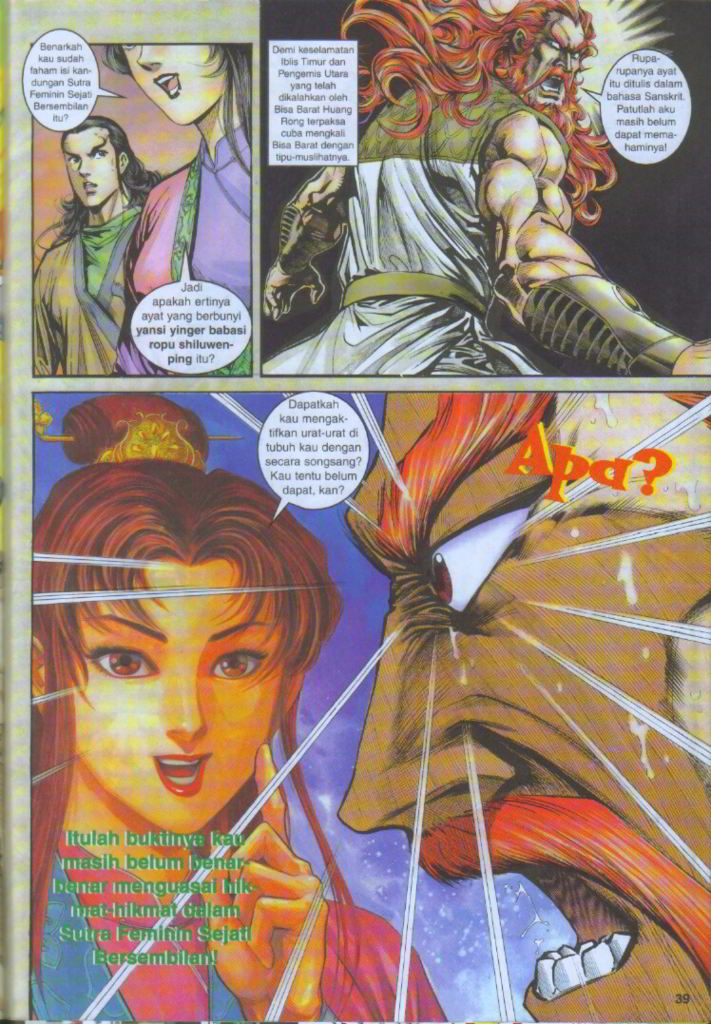 Benarkah
kau sudah
faham isi kan-
dungan Sutra
Feminin Sejati
Bersembilan
itu?
Jadi
apakah ertinya
ayat yang berbunyi
yansi yinger babasi
ropu shiluwen-
ping itu?
Demi keselamatan
Iblis Timur dan
Pengemis Utara
yang telah
dikalahkan oleh
Bisa Barat Huang
Rong terpaksa
cuba mengkali
Bisa Barat dengan
tipu-muslihatnya.
Rupa-
rupanya ayat
itu ditulis dalam
bahasa Sanskrit.
Patutlah aku
masih belum
dapat mema-
haminya!
Dapatkah
kau mengak-
tifkan urat-urat di
tubuh kau dengan
secara songsang?
Kau tentu belum
dapat, kan?
Apa?
Itulah buktinya kau
masih belum benar-
benar menguasai hik-
mat-hikmat dalam
Sutra Feminin Sejati
Bersembilan!
39